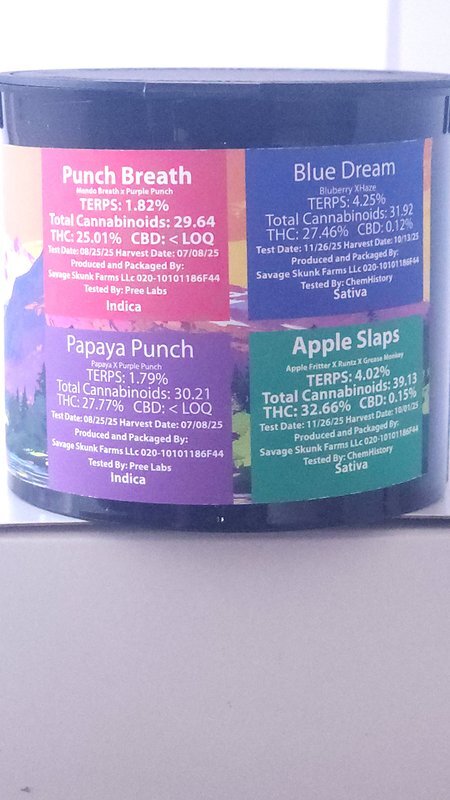 Punch Breath
Mendo Breath x Purple Punch
TERPS: 1.82%
Total Cannabinoids: 29.64
THC: 25.01% CBD: < LOQ
Test Date: 08/25/25 Harvest Date: 07/08/25
Produced and Packaged By:
Savage Skunk Farms LLc 020-10101186F44
Tested By: Pree Labs
Indica
Blue Dream
Bluberry XHaze
TERPS: 4.25%
Total Cannabinoids: 31.92
THC: 27.46% CBD: 0.12%
Test Date: 11/26/25 Harvest Date: 10/13/25
Produced and Packaged By:
Savage Skunk Farms LLc 020-10101186F44
Tested By: ChemHistory
Sativa
Papaya Punch
Papaya X Purple Punch
TERPS: 1.79%
Total Cannabinoids: 30.21
THC: 27.77% CBD: < LOQ
Test Date: 08/25/25 Harvest Date: 07/08/25
Produced and Packaged By:
Savage Skunk Farms LLc 020-10101186F44
Tested By: Pree Labs
Indica
Apple Slaps
Apple Fritter X Runtz X Grease Monkey
TERPS: 4.02%
Total Cannabinoids: 39.13
THC: 32.66% CBD: 0.15%
Test Date: 11/26/25 Harvest Date: 18/01/25
Produced and Packaged By:
Savage Skunk Farms LLc 020-10101186F44
Tested By: ChemHistory
Sativa